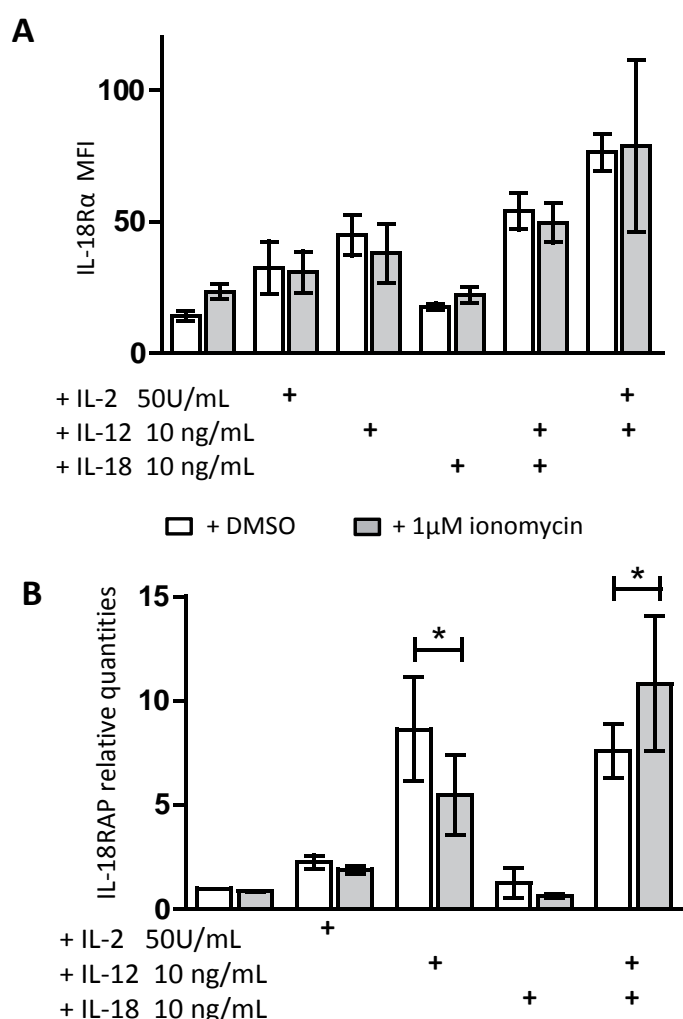 A
IL-18Rα MFI
100
50
0
+ IL-2 50U/mL + +
+ IL-12 10 ng/mL + + +
+ IL-18 10 ng/mL + +
+ DMSO + 1µM ionomycin
B
IL-18RAP relative quantities
15
10
5
0
* *
+ IL-2 50U/mL +
+ IL-12 10 ng/mL + +
+ IL-18 10 ng/mL + +